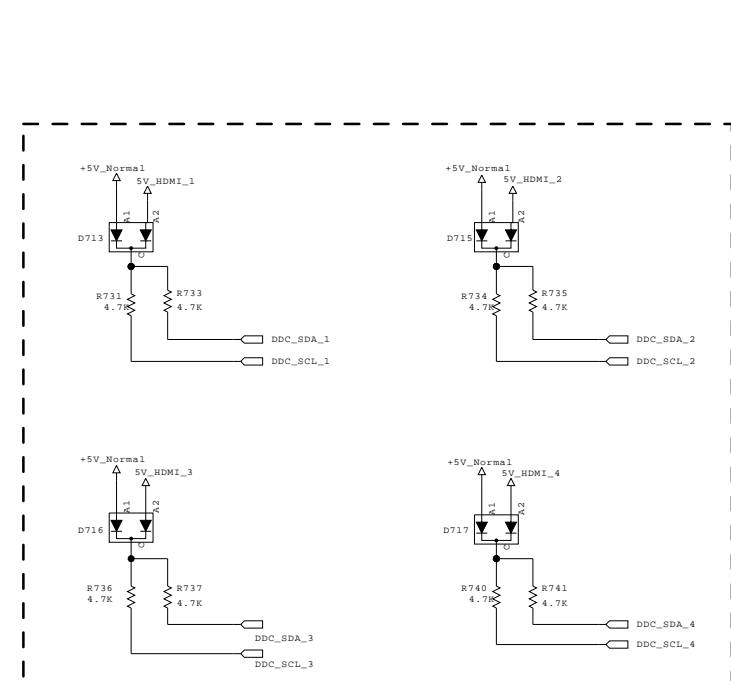 +5V_Normal
5V_HDMI_1
A1
A2
D713
C
R731
4.7K
R733
4.7K
DDC_SDA_1
DDC_SCL_1
+5V_Normal
5V_HDMI_2
A1
A2
D715
C
R734
4.7K
R735
4.7K
DDC_SDA_2
DDC_SCL_2
+5V_Normal
5V_HDMI_3
A1
A2
D716
C
R736
4.7K
R737
4.7K
DDC_SDA_3
DDC_SCL_3
+5V_Normal
5V_HDMI_4
A1
A2
D717
C
R740
4.7K
R741
4.7K
DDC_SDA_4
DDC_SCL_4